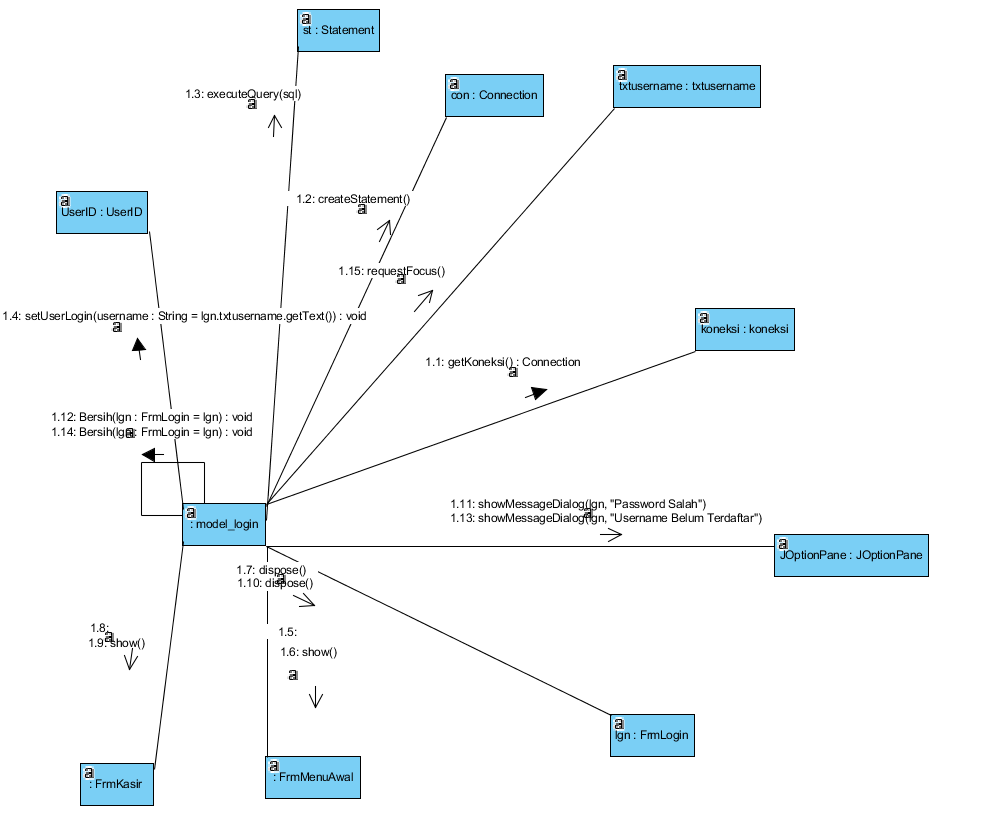 st : Statement
con : Connection
txtusername : txtusername
1.3: executeQuery(sql)
1.2: createStatement()
UserID : UserID
1.15: requestFocus()
1.4: setUserLogin(username : String = lgn.txtusername.getText()) : void
koneksi : koneksi
1.1: getKoneksi() : Connection
1.12: Bersih(lgn : FrmLogin = lgn) : void
1.14: Bersih(lgn : FrmLogin = lgn) : void
: model_login
1.11: showMessageDialog(lgn, "Password Salah")
1.13: showMessageDialog(lgn, "Username Belum Terdaftar")
JOptionPane : JOptionPane
1.7: dispose()
1.10: dispose()
1.8:
1.9: show()
1.5:
1.6: show()
lgn : FrmLogin
: FrmKasir
: FrmMenuAwal